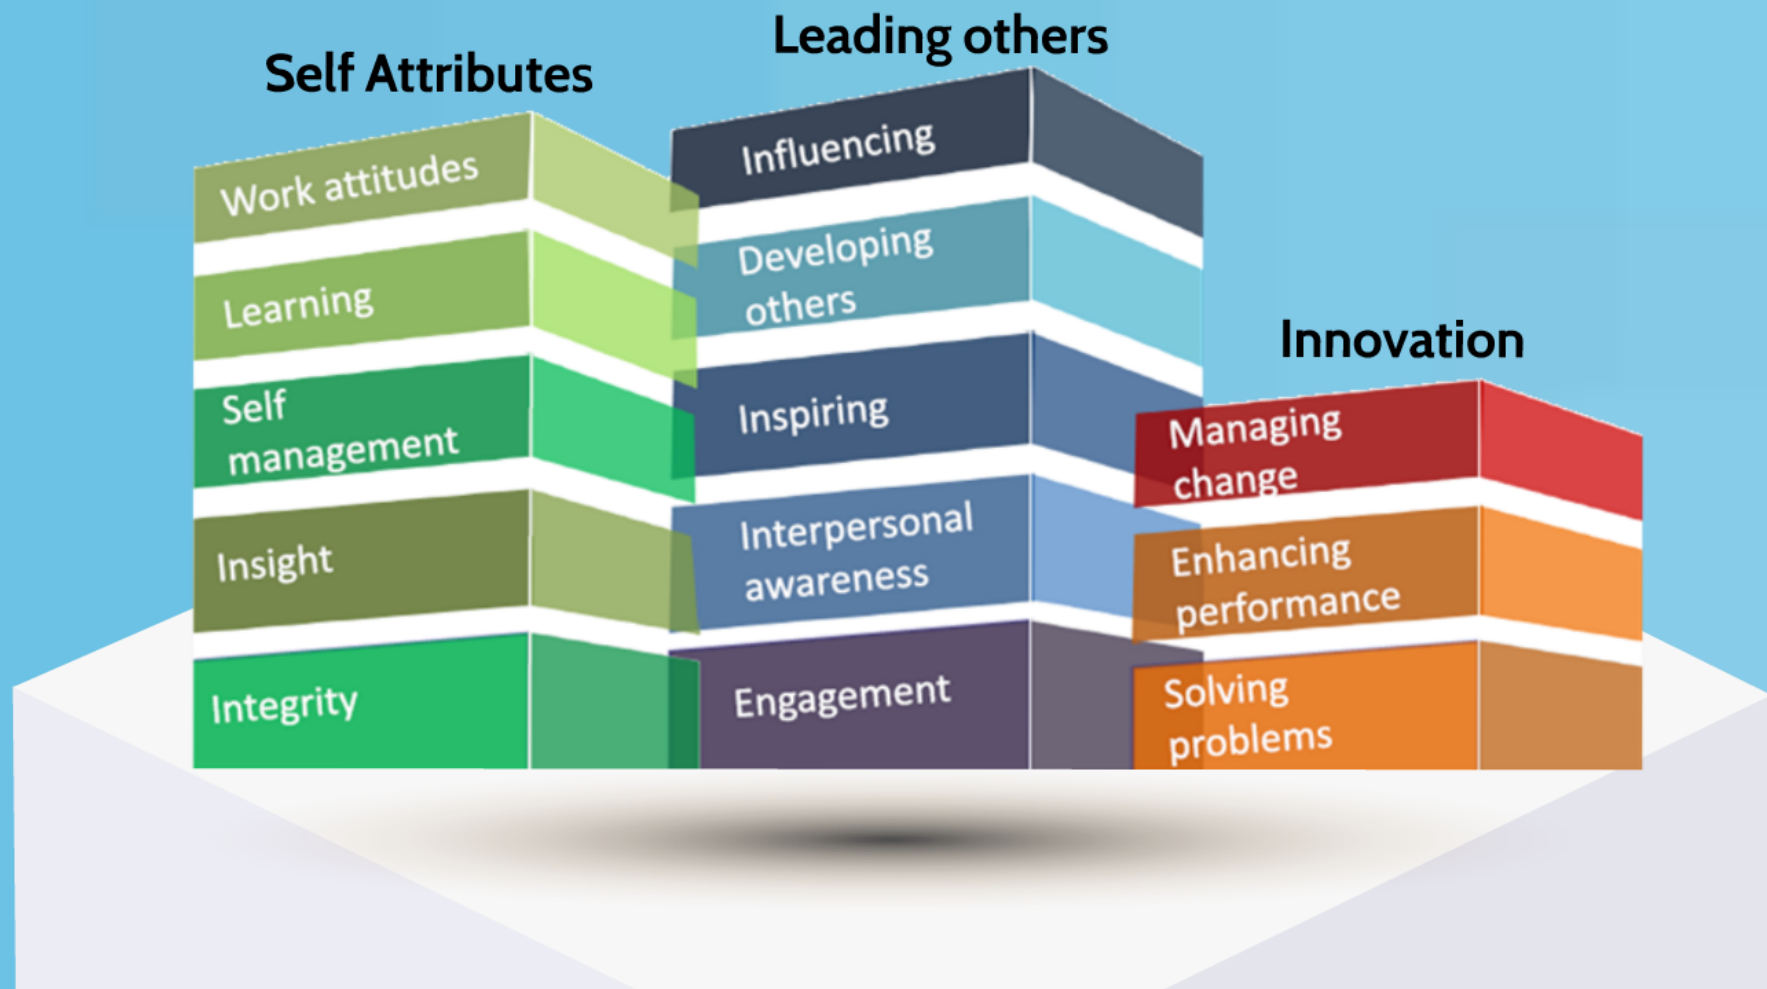 Self Attributes
Work attitudes
Learning
Self
management
Insight
Integrity
Leading others
Influencing
Developing
others
Inspiring
Interpersonal
awareness
Engagement
Innovation
Managing
change
Enhancing
performance
Solving
problems